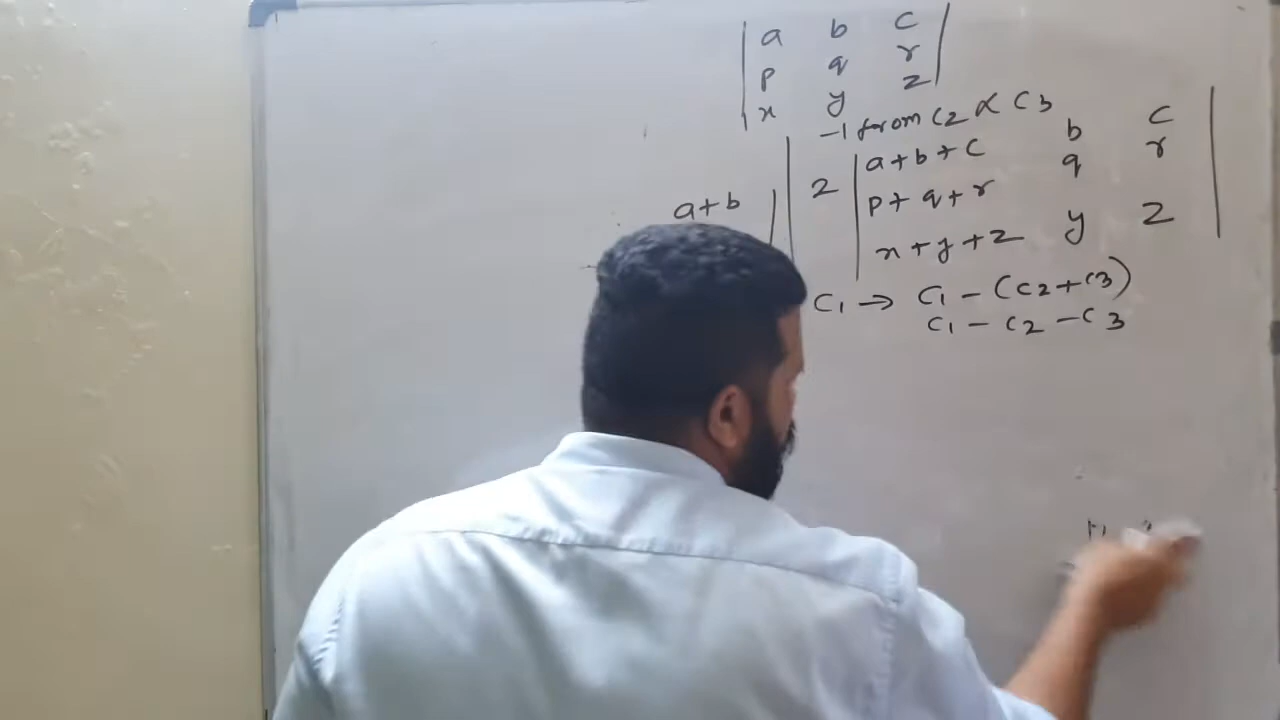 a b c
p q r
x y z
-1 from C2 & C3
a+b
2 a+b+c b c
p+q+r q r
x+y+z y z
C1 → C1 - (C2+C3)
C1 - C2 - C3